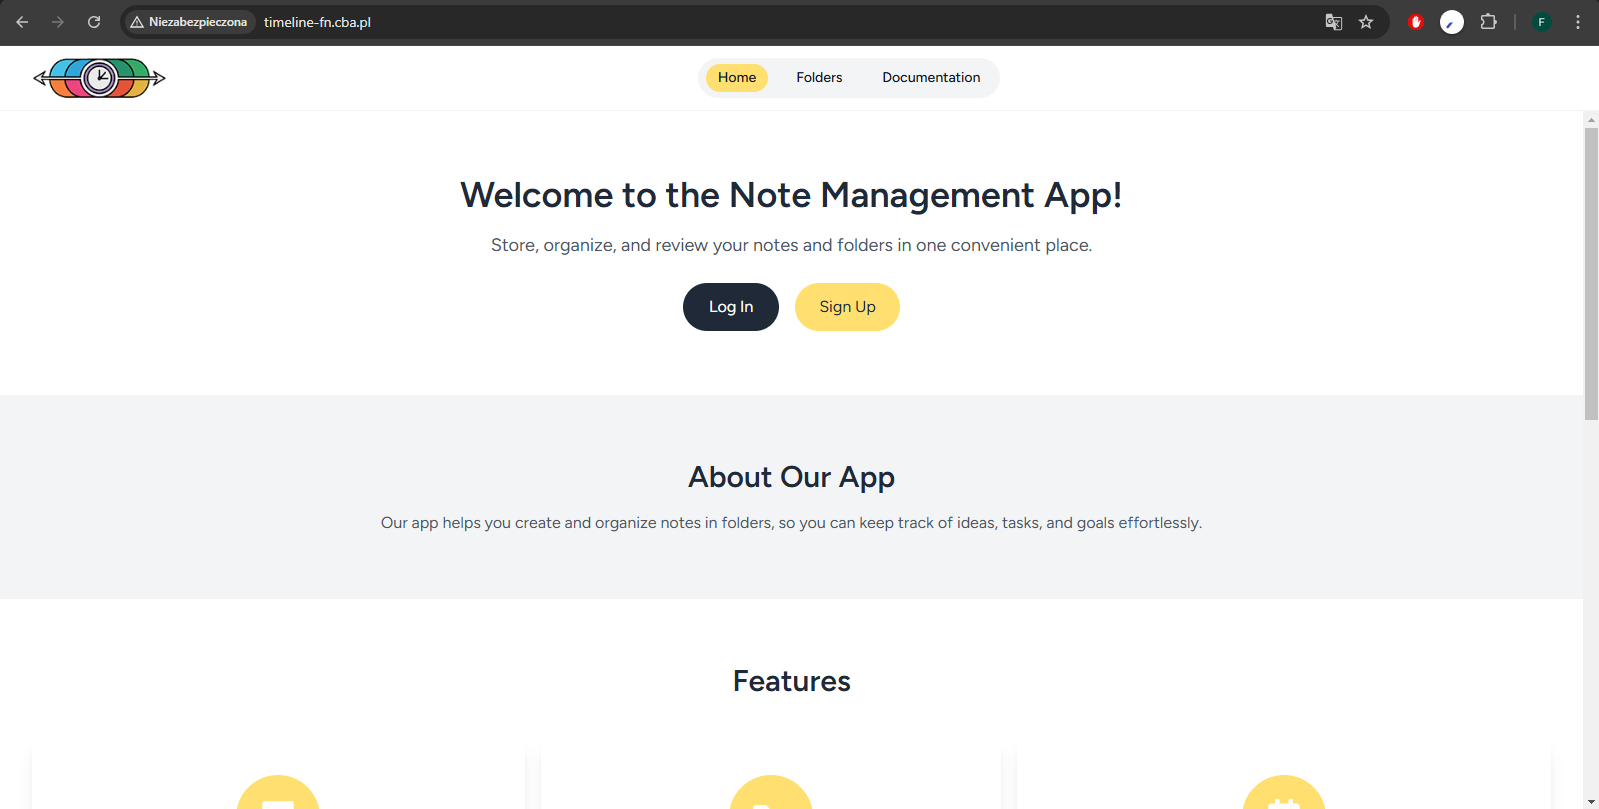 Niezabezpieczona timeline-fn.cba.pl
F
Home Folders Documentation
Welcome to the Note Management App!
Store, organize, and review your notes and folders in one convenient place.
Log In Sign Up
About Our App
Our app helps you create and organize notes in folders, so you can keep track of ideas, tasks, and goals effortlessly.
Features